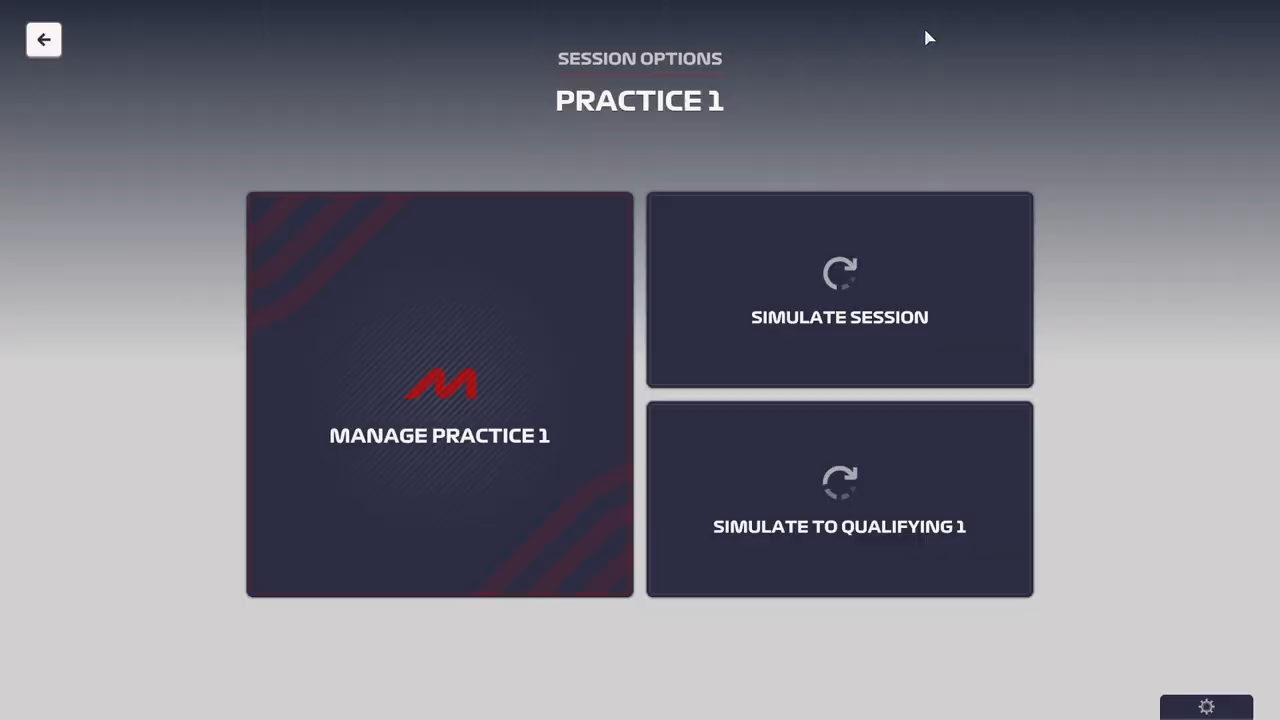 SESSION OPTIONS
PRACTICE 1
MANAGE PRACTICE 1
SIMULATE SESSION
SIMULATE TO QUALIFYING 1